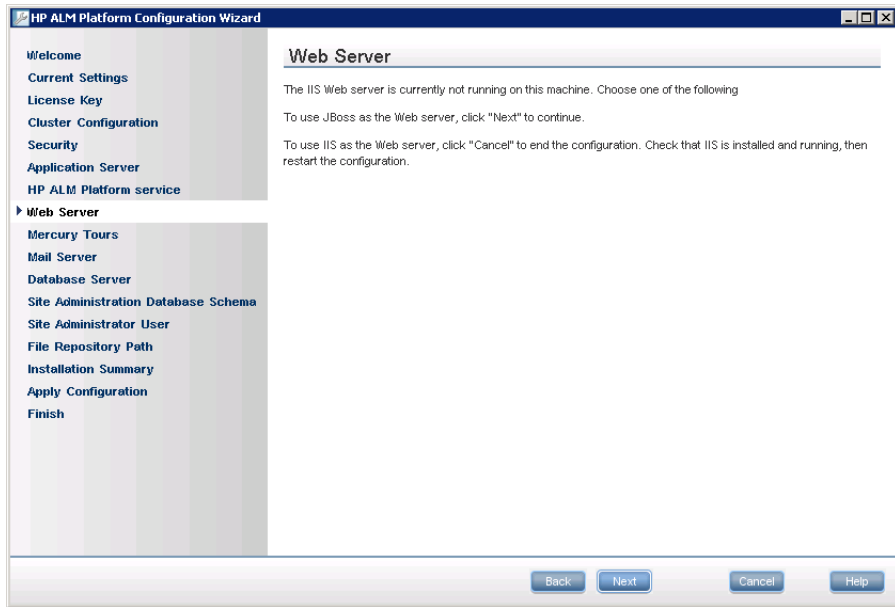 HP ALM Platform Configuration Wizard
Welcome
Current Settings
License Key
Cluster Configuration
Security
Application Server
HP ALM Platform service
Web Server
Mercury Tours
Mail Server
Database Server
Site Administration Database Schema
Site Administrator User
File Repository Path
Installation Summary
Apply Configuration
Finish
Web Server
The IIS Web server is currently not running on this machine. Choose one of the following
To use JBoss as the Web server, click "Next" to continue.
To use IIS as the Web server, click "Cancel" to end the configuration. Check that IIS is installed and running, then
restart the configuration.
Back Next Cancel Help